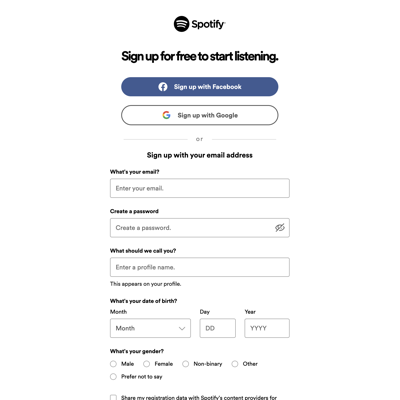 Spotify
Sign up for free to start listening.
Sign up with Facebook
Sign up with Google
or
Sign up with your email address
What's your email?
Enter your email.
Create a password
Create a password.
What should we call you?
Enter a profile name.
This appears on your profile.
What's your date of birth?
Month Day Year
Month DD YYYY
What's your gender?
Male Female Non-binary Other
Prefer not to say
Share my registration data with Spotify's content providers for